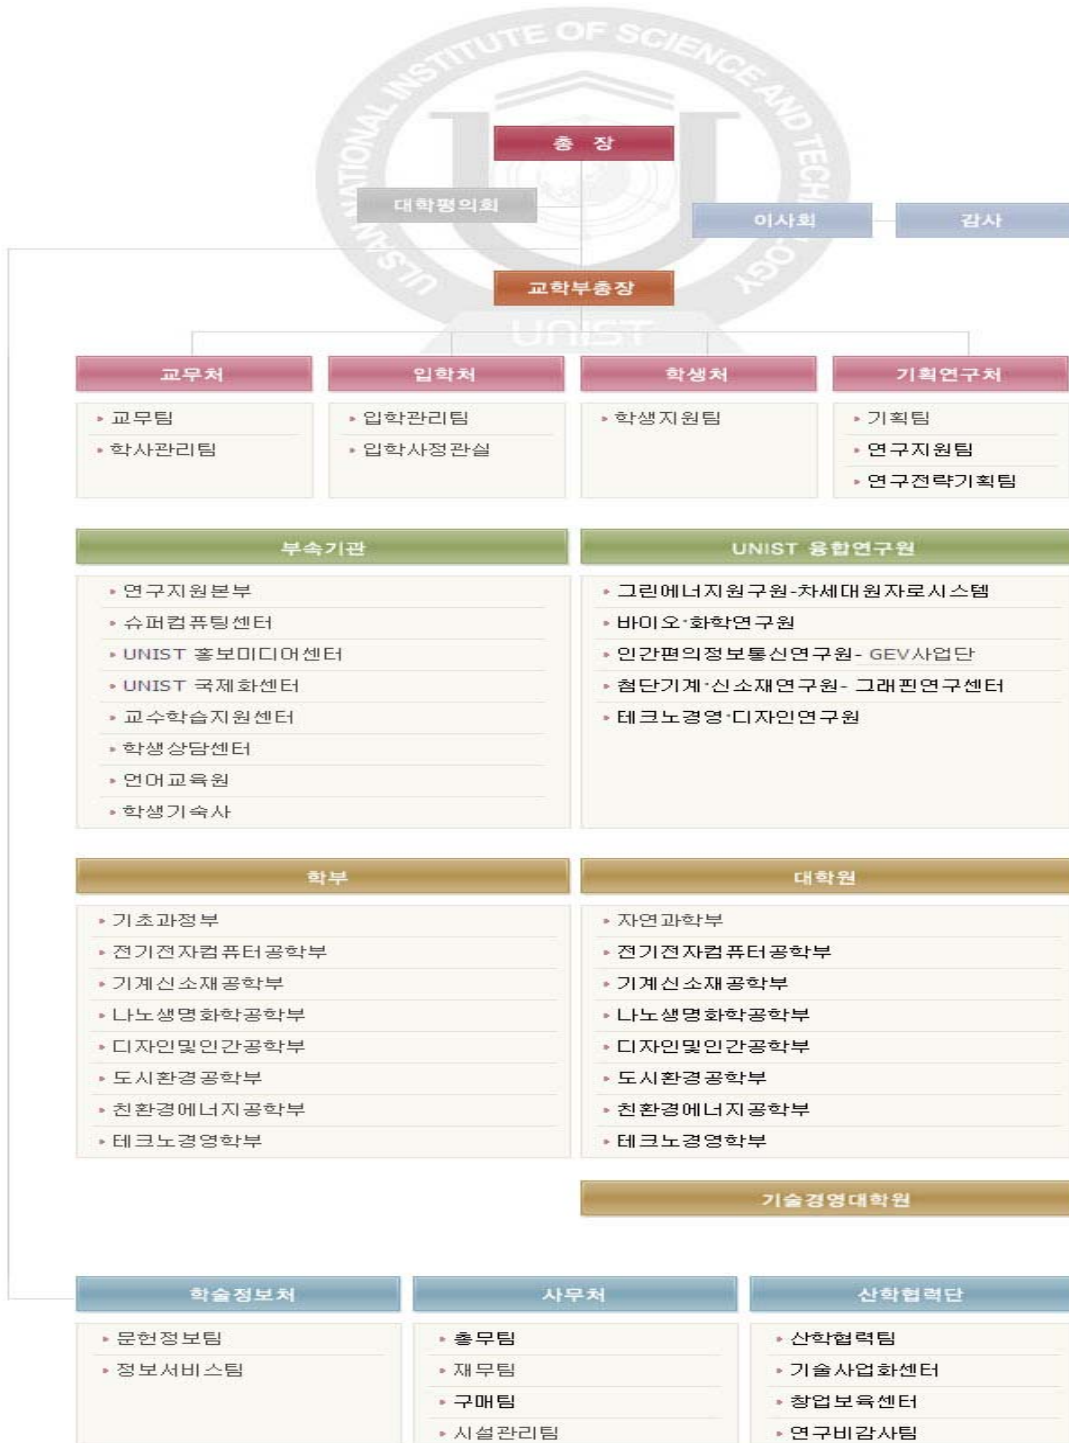 ULSAN NATIONAL INSTITUTE OF SCIENCE AND TECHNOLOGY
총 장
대학평의회
이사회
감사
교학부총장
UNIST
교무처
입학처
학생처
기획연구처
교무팀
학사관리팀
입학관리팀
입학사정관실
학생지원팀
기획팀
연구지원팀
연구전략기획팀
부속기관
연구지원본부
슈퍼컴퓨팅센터
UNIST 홍보미디어센터
UNIST 국제화센터
교수학습지원센터
학생상담센터
언어교육원
학생기숙사
UNIST 융합연구원
그린에너지원구원-차세대원자로시스템
바이오·화학연구원
인간편의정보통신연구원- GEV사업단
첨단기계·신소재연구원- 그래핀연구센터
테크노경영·디자인연구원
학부
기초과정부
전기전자컴퓨터공학부
기계신소재공학부
나노생명화학공학부
디자인및인간공학부
도시환경공학부
친환경에너지공학부
테크노경영학부
대학원
자연과학부
전기전자컴퓨터공학부
기계신소재공학부
나노생명화학공학부
디자인및인간공학부
도시환경공학부
친환경에너지공학부
테크노경영학부
기술경영대학원
학술정보처
문헌정보팀
정보서비스팀
사무처
총무팀
재무팀
구매팀
시설관리팀
산학협력단
산학협력팀
기술사업화센터
창업보육센터
연구비감사팀